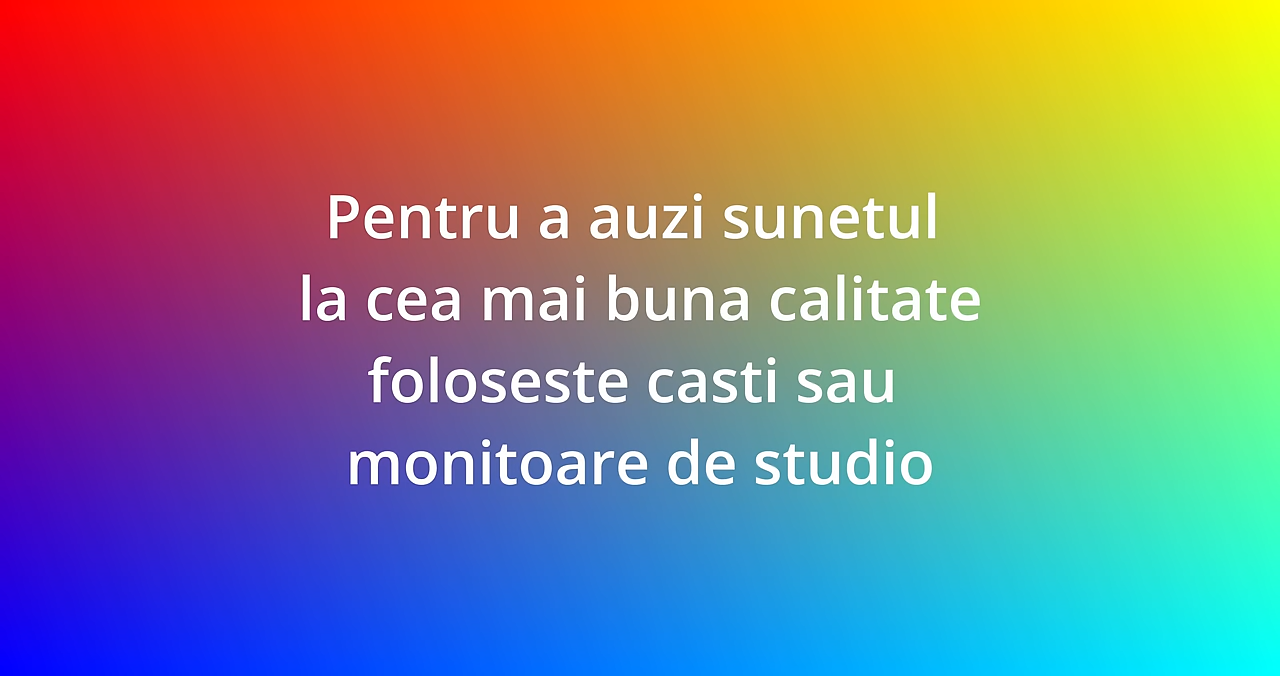 Pentru a auzi sunetul
la cea mai buna calitate
foloseste casti sau
monitoare de studio